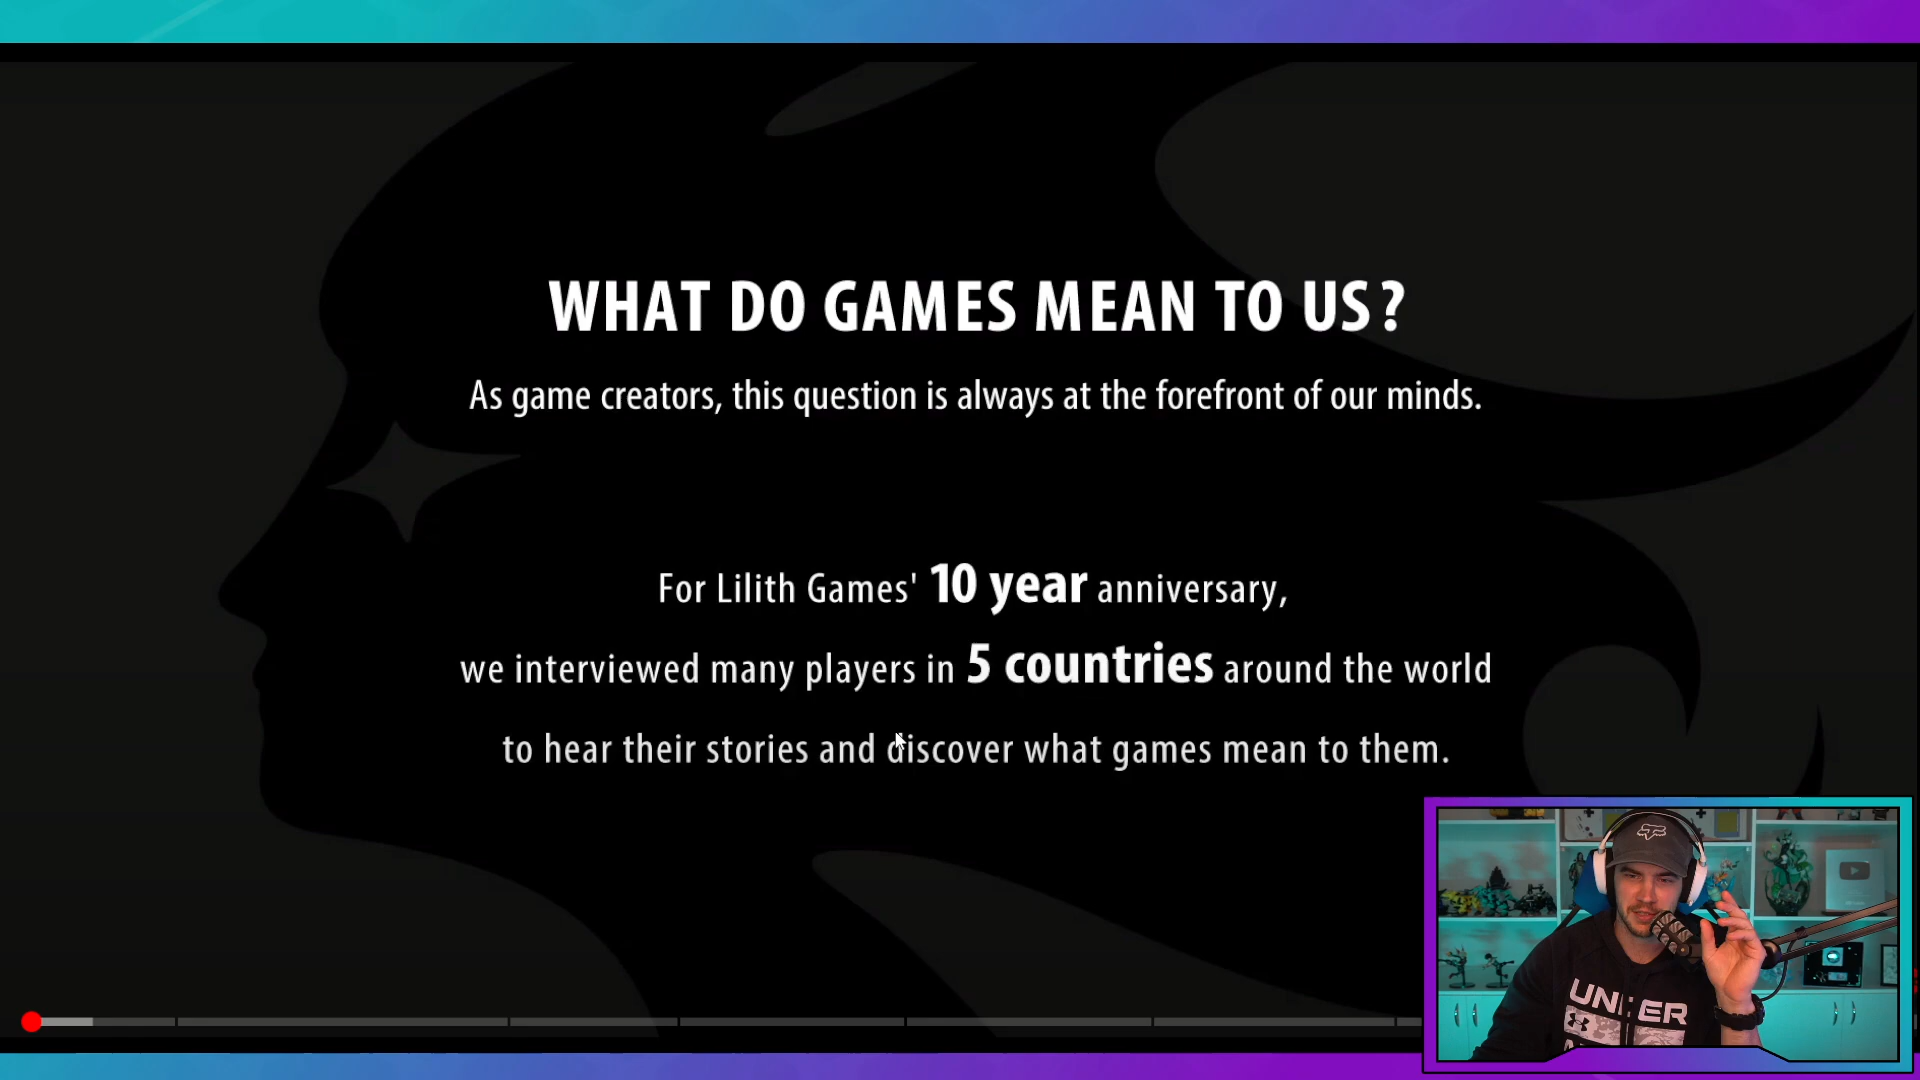 WHAT DO GAMES MEAN TO US?
As game creators, this question is always at the forefront of our minds.
For Lilith Games' 10 year anniversary,
we interviewed many players in 5 countries around the world
to hear their stories and discover what games mean to them.
UNDER